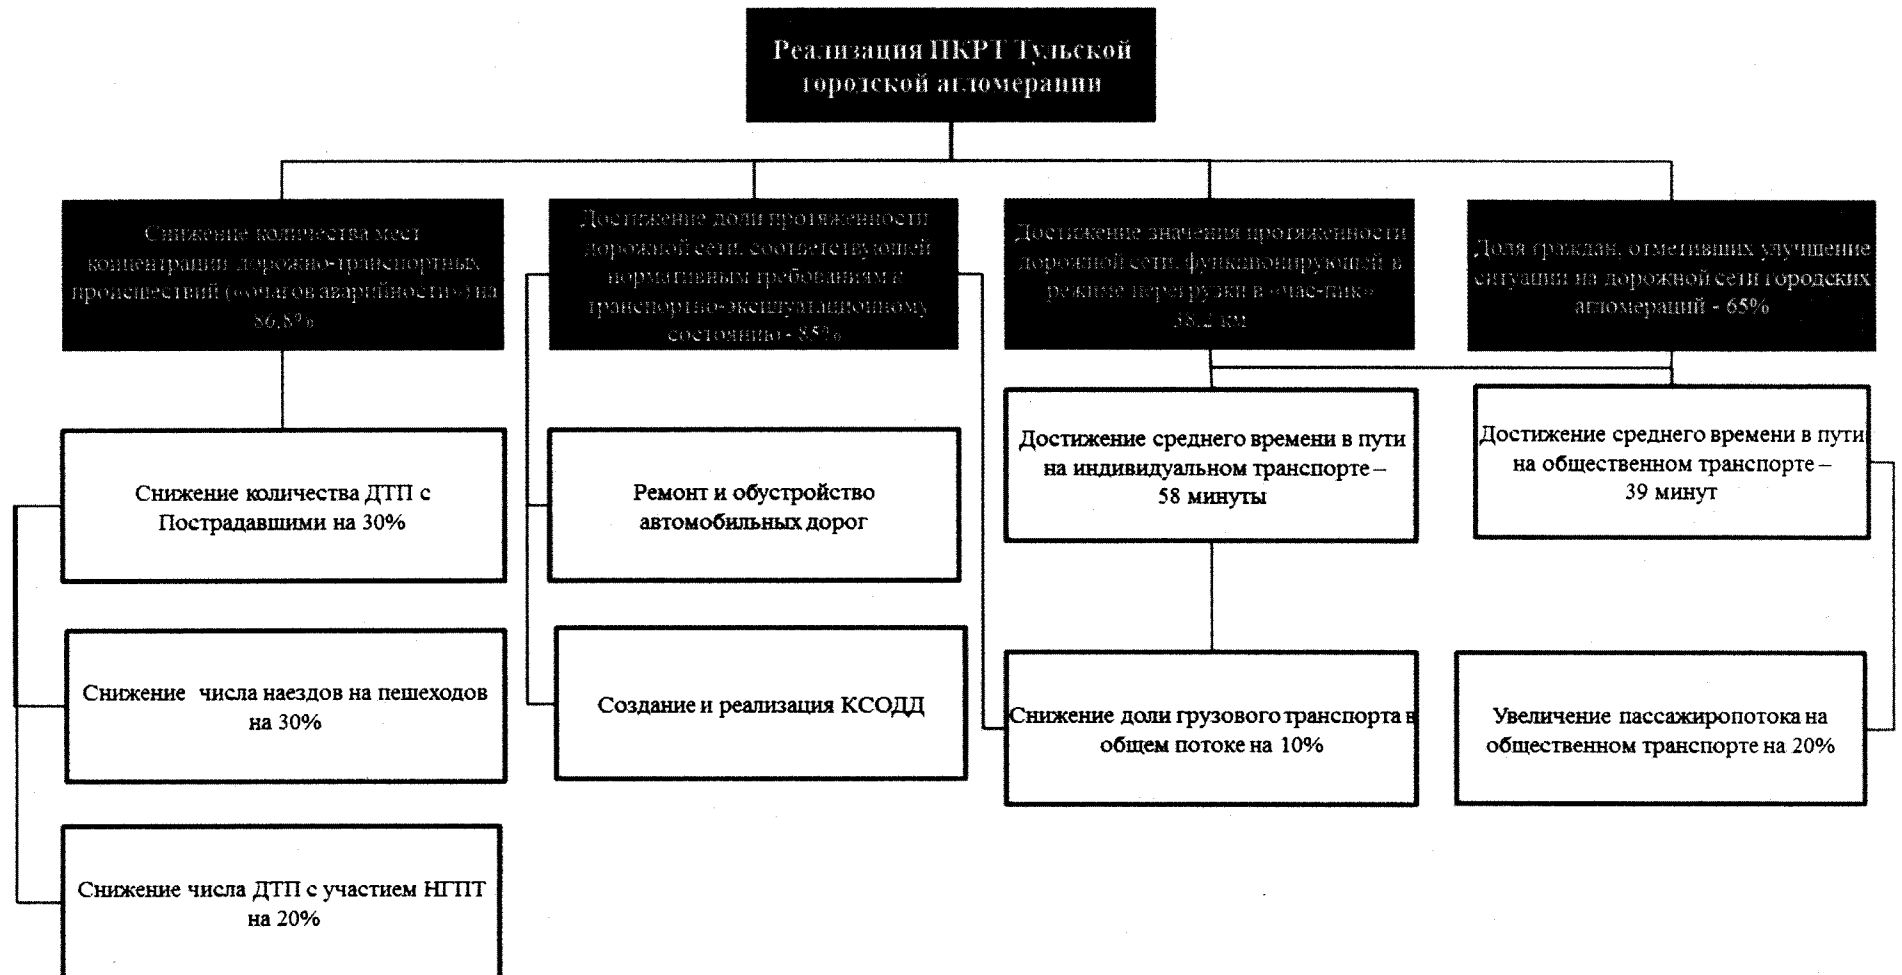 Реализация ПКРТ Тульской
городской агломерации
Снижение количества мест
концентрации дорожно-транспортных
происшествий («очагов аварийности») на
86,8%
Достижение доли протяженности
дорожной сети, соответствующей
нормативным требованиям к
транспортно-эксплуатационному
состоянию - 85%
Достижение значения протяженности
дорожной сети, функционирующей в
режиме перегрузки в «час-пик»
38,2 км
Доля граждан, отметивших улучшение
ситуации на дорожной сети городских
агломераций - 65%
Снижение количества ДТП с
Пострадавшими на 30%
Ремонт и обустройство
автомобильных дорог
Достижение среднего времени в пути
на индивидуальном транспорте –
58 минуты
Достижение среднего времени в пути
на общественном транспорте –
39 минут
Снижение числа наездов на пешеходов
на 30%
Создание и реализация КСОДД
Снижение доли грузового транспорта в
общем потоке на 10%
Увеличение пассажиропотока на
общественном транспорте на 20%
Снижение числа ДТП с участием НГПТ
на 20%